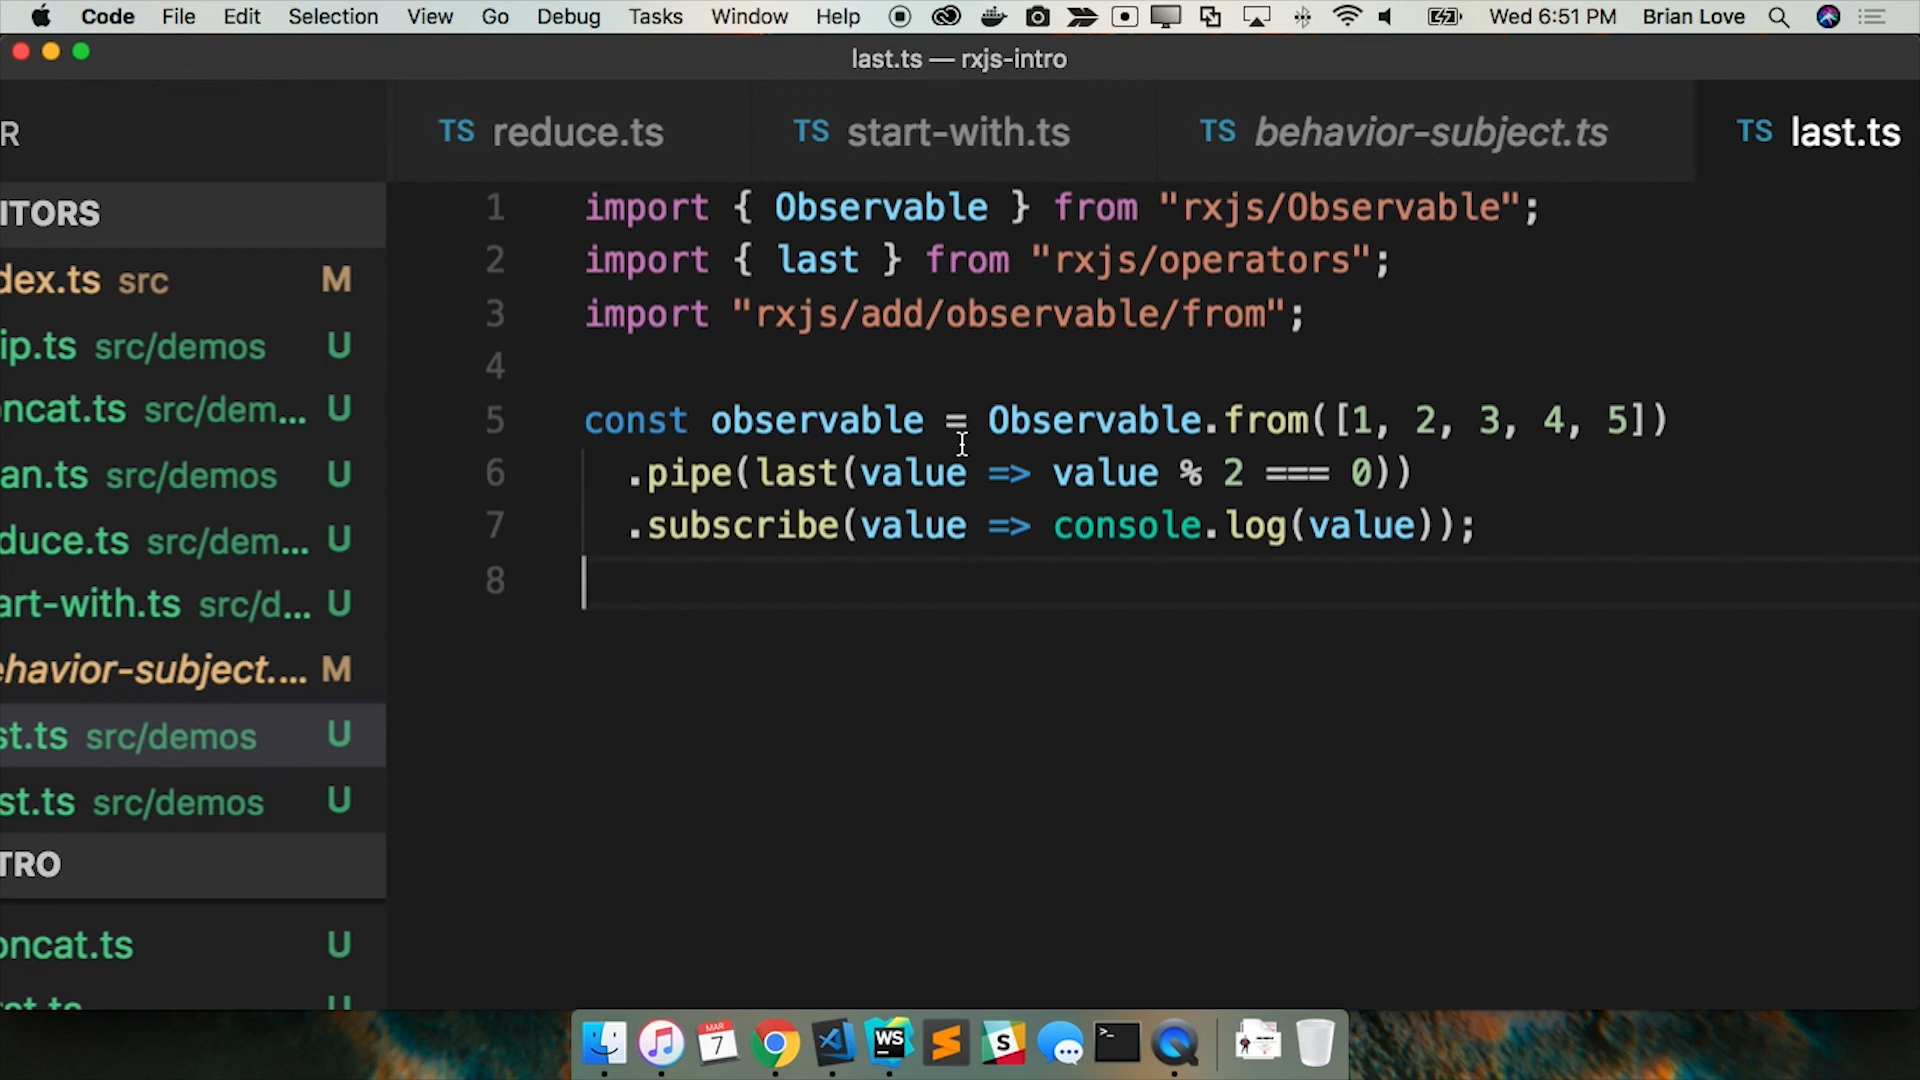 Code File Edit Selection View Go Debug Tasks Window Help Wed 6:51 PM Brian Love
last.ts — rxjs-intro
R
TS reduce.ts TS start-with.ts TS behavior-subject.ts TS last.ts
ITORS
dex.ts src M
ip.ts src/demos U
oncat.ts src/dem... U
an.ts src/demos U
duce.ts src/dem... U
art-with.ts src/d... U
ehavior-subject.... M
st.ts src/demos U
st.ts src/demos U
TRO
oncat.ts U
1 import { Observable } from "rxjs/Observable";
2 import { last } from "rxjs/operators";
3 import "rxjs/add/observable/from";
4
5 const observable = Observable.from([1, 2, 3, 4, 5])
6 .pipe(last(value => value % 2 === 0))
7 .subscribe(value => console.log(value));
8
MAR
7
WS
S
S
>_